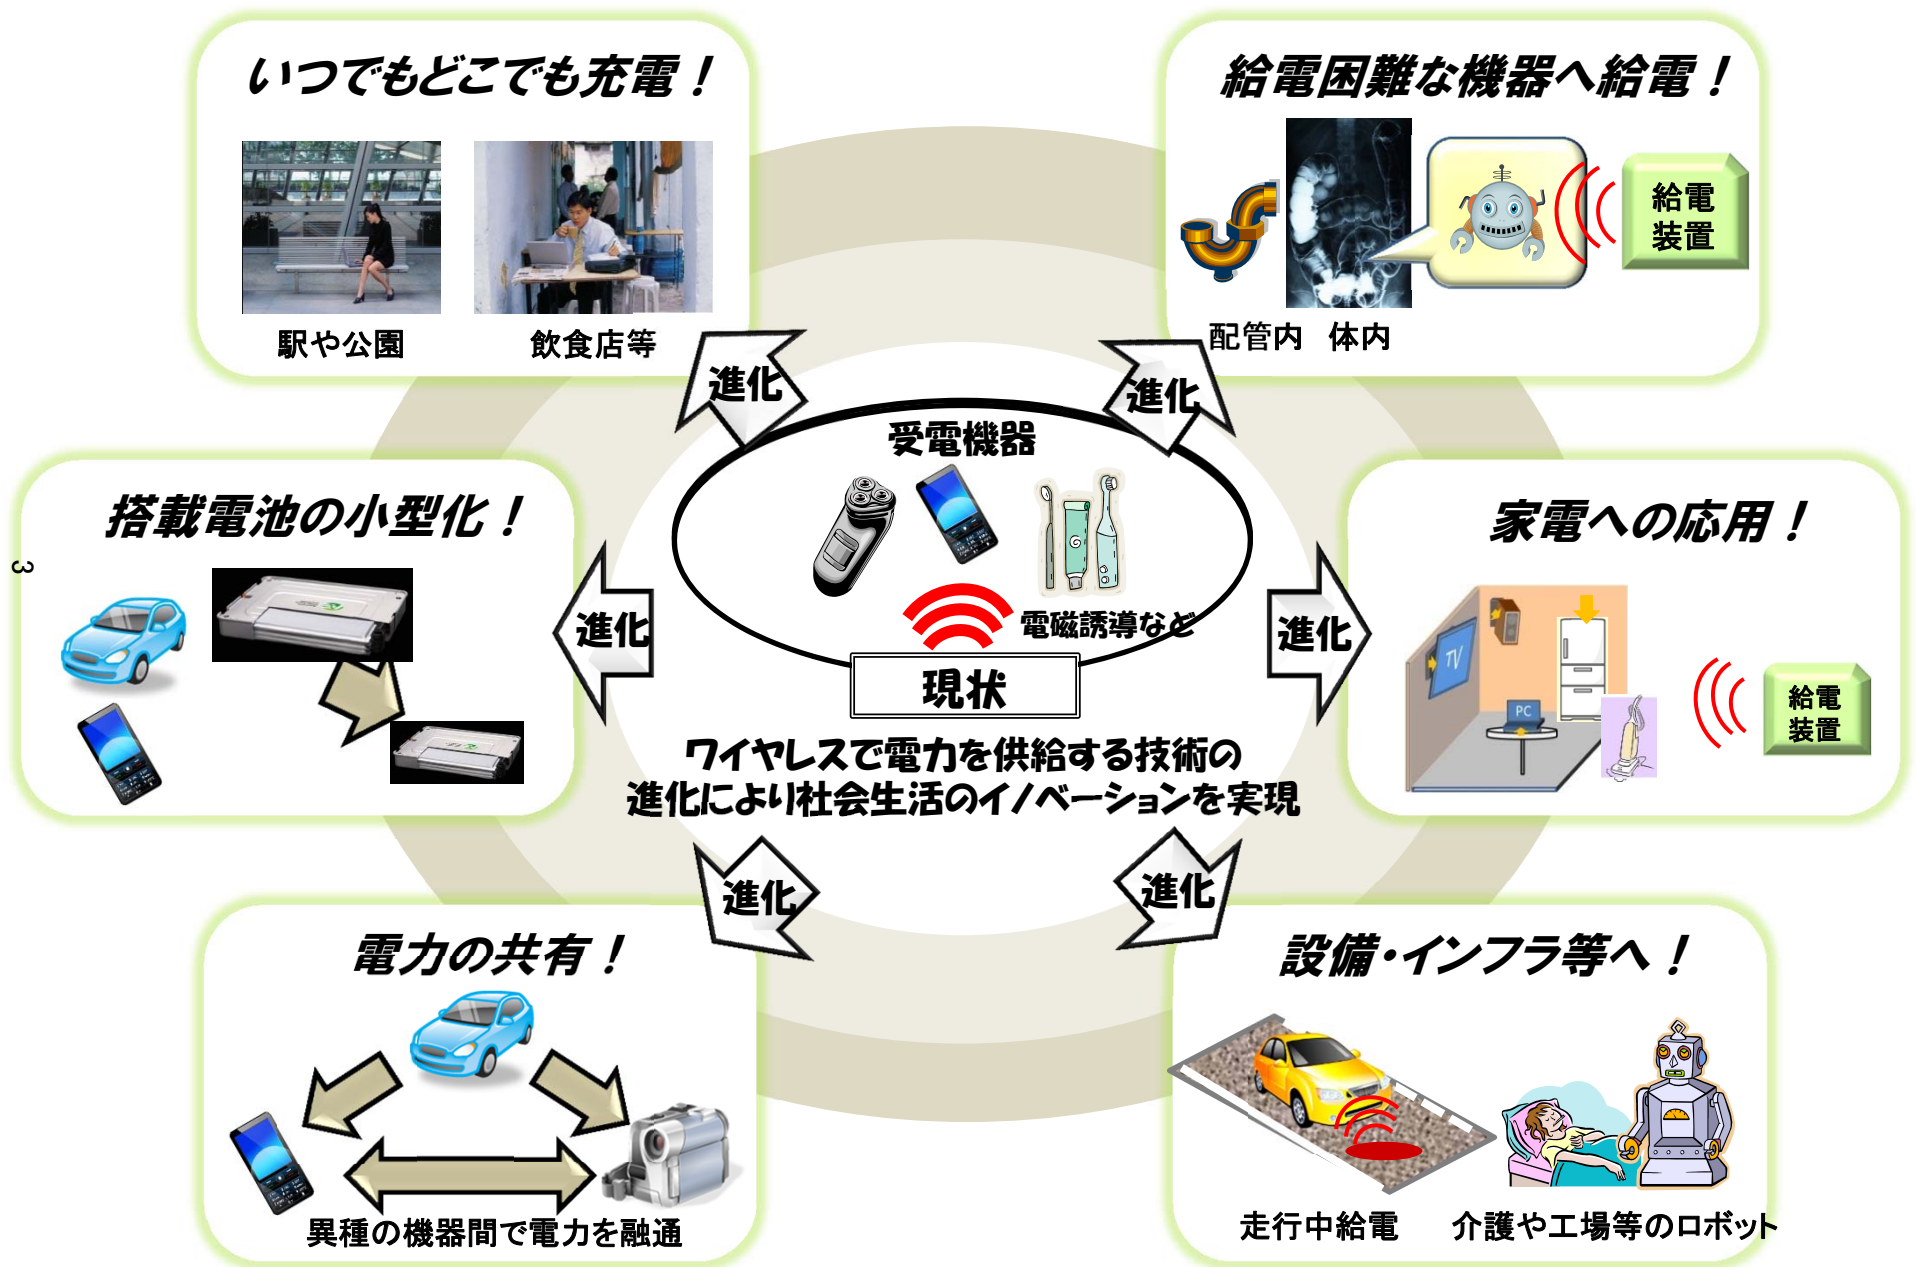 いつでもどこでも充電！
駅や公園
飲食店等
給電困難な機器へ給電！
給電
装置
配管内 体内
進化
進化
受電機器
電磁誘導など
現状
ワイヤレスで電力を供給する技術の
進化により社会生活のイノベーションを実現
搭載電池の小型化！
3
進化
進化
家電への応用！
TV
PC
給電
装置
進化
進化
電力の共有！
異種の機器間で電力を融通
設備・インフラ等へ！
走行中給電
介護や工場等のロボット